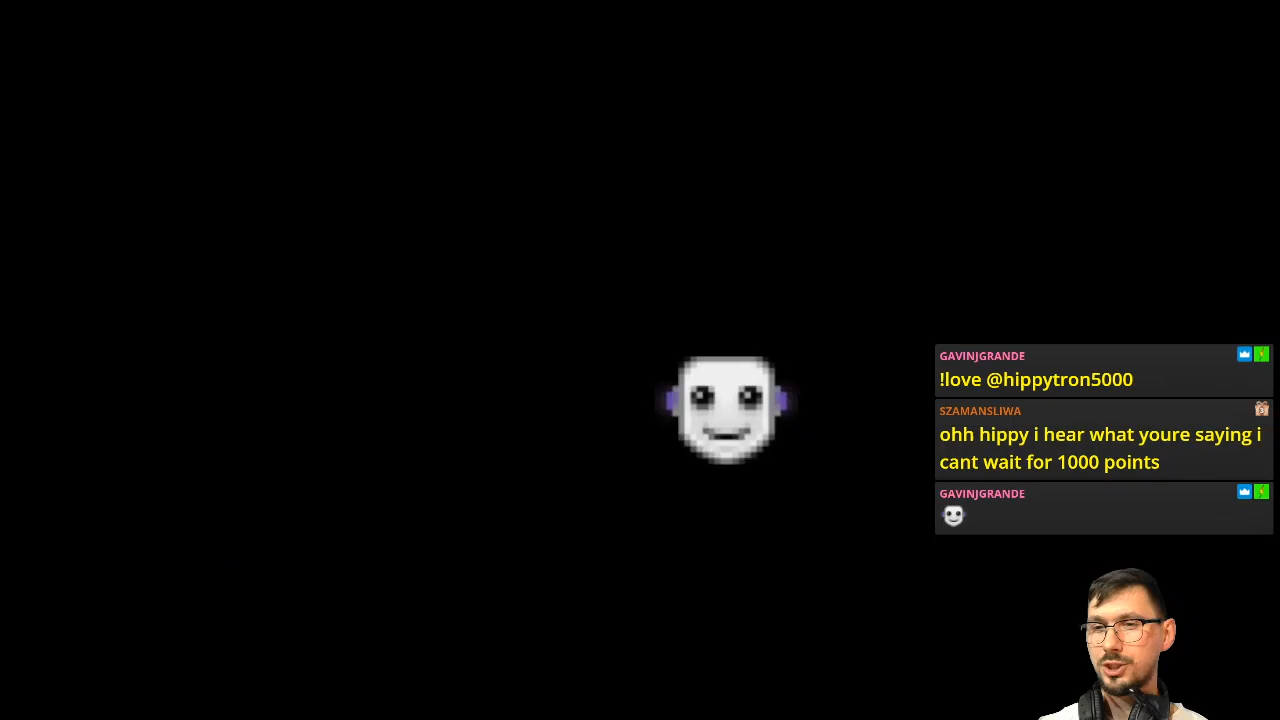 GAVINJGRANDE
!love @hippytron5000
SZAMANSLIWA
ohh hippy i hear what youre saying i
cant wait for 1000 points
GAVINJGRANDE